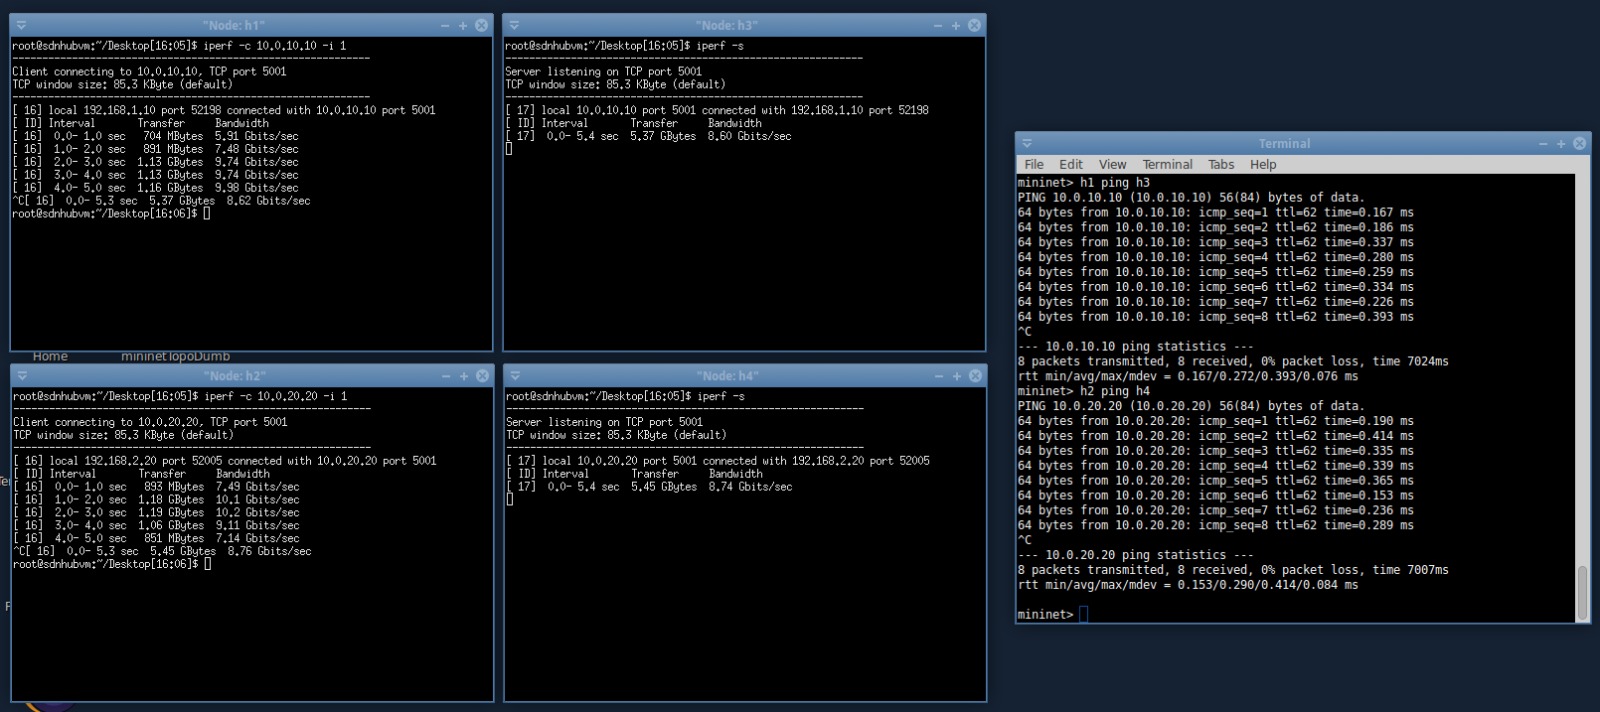 "Node: h1"
root@sdnhubvm:~/Desktop[16:05]$ iperf -c 10.0.10.10 -i 1
------------------------------------------------------------
Client connecting to 10.0.10.10, TCP port 5001
TCP window size: 85.3 KByte (default)
------------------------------------------------------------
[ 16] local 192.168.1.10 port 52198 connected with 10.0.10.10 port 5001
[ ID] Interval       Transfer     Bandwidth
[ 16]  0.0- 1.0 sec   704 MBytes  5.91 Gbits/sec
[ 16]  1.0- 2.0 sec   891 MBytes  7.48 Gbits/sec
[ 16]  2.0- 3.0 sec  1.13 GBytes  9.74 Gbits/sec
[ 16]  3.0- 4.0 sec  1.13 GBytes  9.74 Gbits/sec
[ 16]  4.0- 5.0 sec  1.16 GBytes  9.98 Gbits/sec
^C[ 16]  0.0- 5.3 sec  5.37 GBytes  8.62 Gbits/sec
root@sdnhubvm:~/Desktop[16:06]$
"Node: h3"
root@sdnhubvm:~/Desktop[16:05]$ iperf -s
------------------------------------------------------------
Server listening on TCP port 5001
TCP window size: 85.3 KByte (default)
------------------------------------------------------------
[ 17] local 10.0.10.10 port 5001 connected with 192.168.1.10 port 52198
[ ID] Interval       Transfer     Bandwidth
[ 17]  0.0- 5.4 sec  5.37 GBytes  8.60 Gbits/sec
Home
mininetTopoDumb
"Node: h2"
root@sdnhubvm:~/Desktop[16:05]$ iperf -c 10.0.20.20 -i 1
------------------------------------------------------------
Client connecting to 10.0.20.20, TCP port 5001
TCP window size: 85.3 KByte (default)
------------------------------------------------------------
[ 16] local 192.168.2.20 port 52005 connected with 10.0.20.20 port 5001
[ ID] Interval       Transfer     Bandwidth
[ 16]  0.0- 1.0 sec   893 MBytes  7.49 Gbits/sec
[ 16]  1.0- 2.0 sec  1.18 GBytes  10.1 Gbits/sec
[ 16]  2.0- 3.0 sec  1.19 GBytes  10.2 Gbits/sec
[ 16]  3.0- 4.0 sec  1.06 GBytes  9.11 Gbits/sec
[ 16]  4.0- 5.0 sec   851 MBytes  7.14 Gbits/sec
^C[ 16]  0.0- 5.3 sec  5.45 GBytes  8.76 Gbits/sec
root@sdnhubvm:~/Desktop[16:06]$
"Node: h4"
root@sdnhubvm:~/Desktop[16:05]$ iperf -s
------------------------------------------------------------
Server listening on TCP port 5001
TCP window size: 85.3 KByte (default)
------------------------------------------------------------
[ 17] local 10.0.20.20 port 5001 connected with 192.168.2.20 port 52005
[ ID] Interval       Transfer     Bandwidth
[ 17]  0.0- 5.4 sec  5.45 GBytes  8.74 Gbits/sec
Terminal
File Edit View Terminal Tabs Help
mininet> h1 ping h3
PING 10.0.10.10 (10.0.10.10) 56(84) bytes of data.
64 bytes from 10.0.10.10: icmp_seq=1 ttl=62 time=0.167 ms
64 bytes from 10.0.10.10: icmp_seq=2 ttl=62 time=0.186 ms
64 bytes from 10.0.10.10: icmp_seq=3 ttl=62 time=0.337 ms
64 bytes from 10.0.10.10: icmp_seq=4 ttl=62 time=0.280 ms
64 bytes from 10.0.10.10: icmp_seq=5 ttl=62 time=0.259 ms
64 bytes from 10.0.10.10: icmp_seq=6 ttl=62 time=0.334 ms
64 bytes from 10.0.10.10: icmp_seq=7 ttl=62 time=0.226 ms
64 bytes from 10.0.10.10: icmp_seq=8 ttl=62 time=0.393 ms
^C
--- 10.0.10.10 ping statistics ---
8 packets transmitted, 8 received, 0% packet loss, time 7024ms
rtt min/avg/max/mdev = 0.167/0.272/0.393/0.076 ms
mininet> h2 ping h4
PING 10.0.20.20 (10.0.20.20) 56(84) bytes of data.
64 bytes from 10.0.20.20: icmp_seq=1 ttl=62 time=0.190 ms
64 bytes from 10.0.20.20: icmp_seq=2 ttl=62 time=0.414 ms
64 bytes from 10.0.20.20: icmp_seq=3 ttl=62 time=0.335 ms
64 bytes from 10.0.20.20: icmp_seq=4 ttl=62 time=0.339 ms
64 bytes from 10.0.20.20: icmp_seq=5 ttl=62 time=0.365 ms
64 bytes from 10.0.20.20: icmp_seq=6 ttl=62 time=0.153 ms
64 bytes from 10.0.20.20: icmp_seq=7 ttl=62 time=0.236 ms
64 bytes from 10.0.20.20: icmp_seq=8 ttl=62 time=0.289 ms
^C
--- 10.0.20.20 ping statistics ---
8 packets transmitted, 8 received, 0% packet loss, time 7007ms
rtt min/avg/max/mdev = 0.153/0.290/0.414/0.084 ms
mininet>